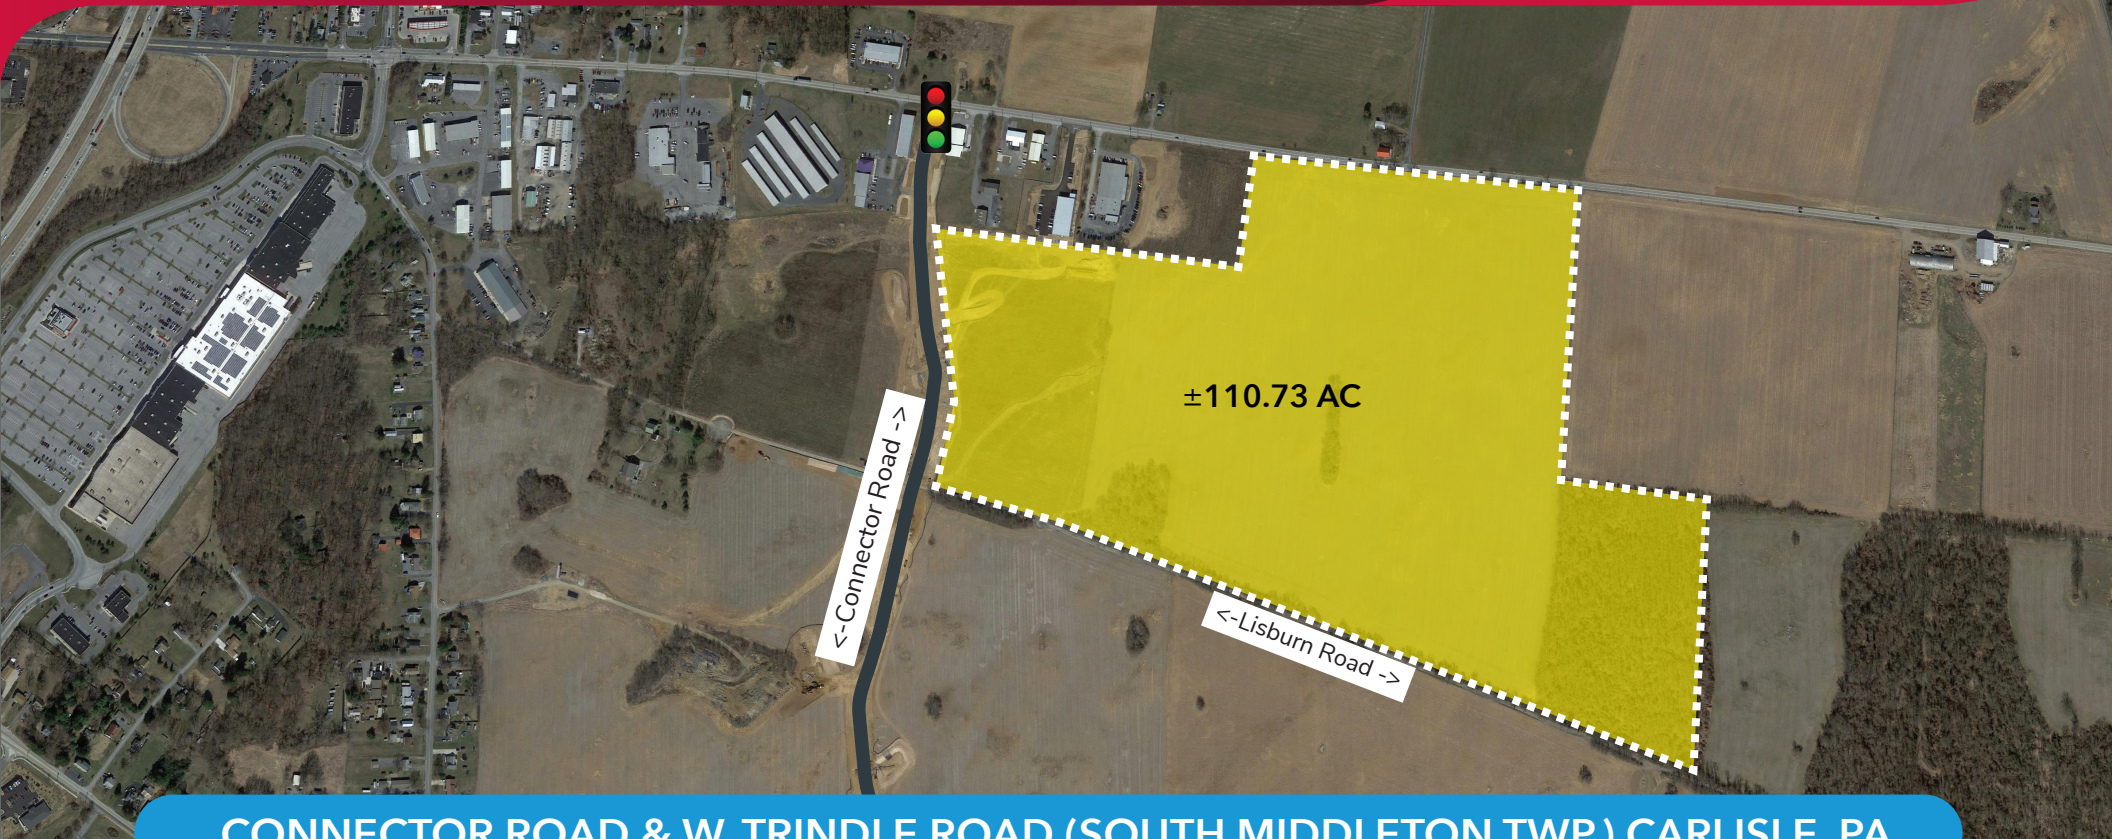 ±110.73 AC
<-Connector Road ->
<-Lisburn Road ->
CONNECTOR ROAD & W. TRINDLE ROAD (SOUTH MIDDLETON TWP.) CARLISLE, PA